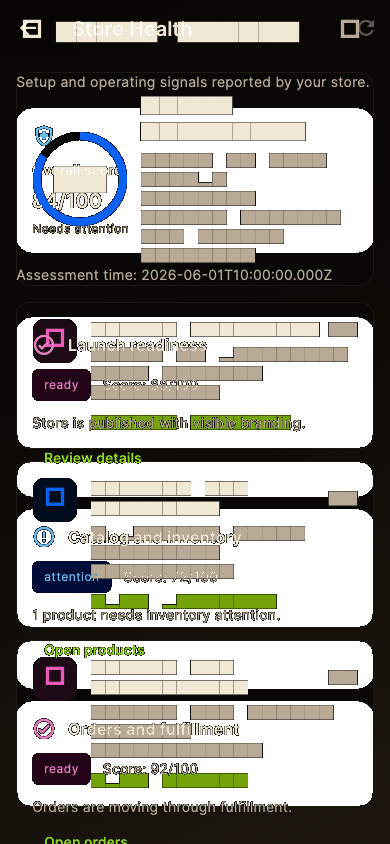 Store Health
Setup and operating signals reported by your store.
Overall score
84/100
Needs attention
Assessment time: 2026-06-01T10:00:00.000Z
Launch readiness
ready
Store is published with visible branding.
Review details
Catalog and inventory
attention Score: 72/100
1 product needs inventory attention.
Open products
Orders and fulfillment
ready Score: 92/100
Orders are moving through fulfillment.
Open orders